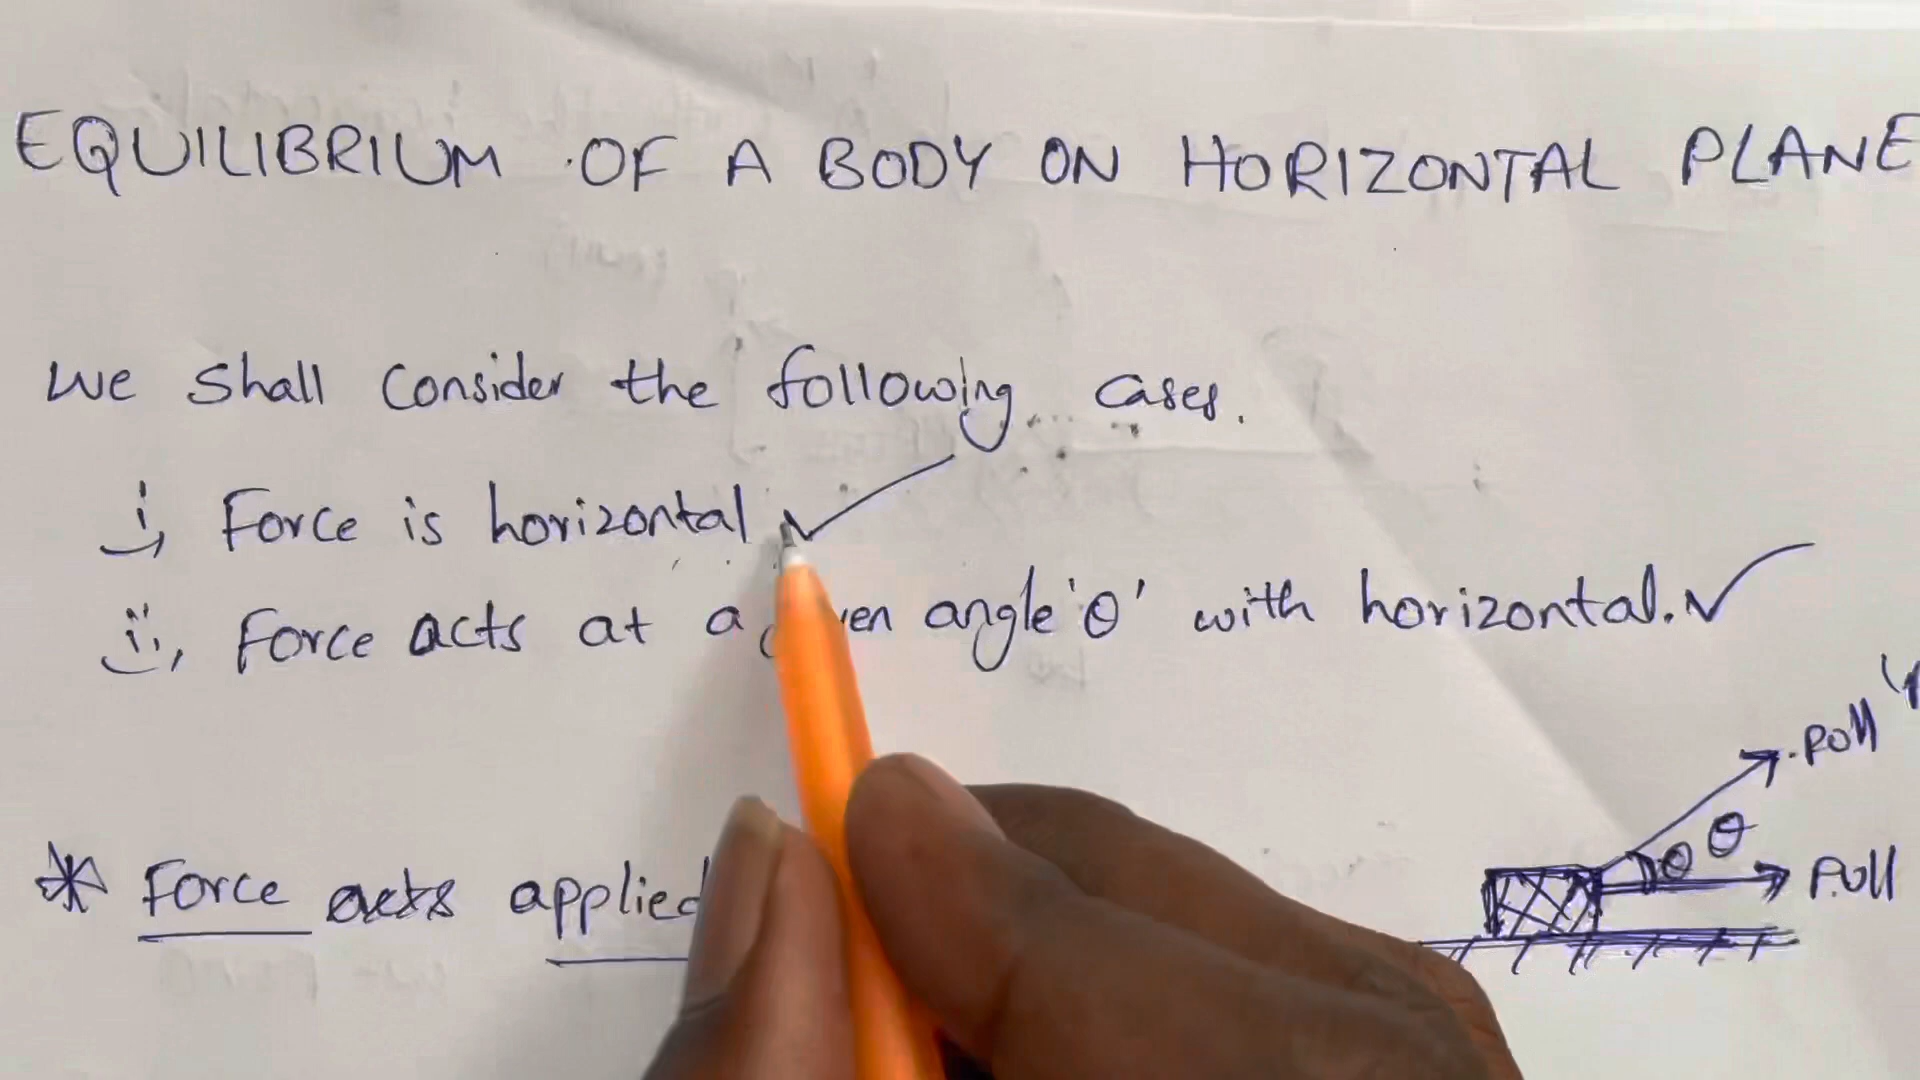 EQUILIBRIUM OF A BODY ON HORIZONTAL PLANE
We shall consider the following cases.
i, Force is horizontal
ii, Force acts at a angle 'θ' with horizontal.
Pull
θ θ
Pull
* Force acts applied